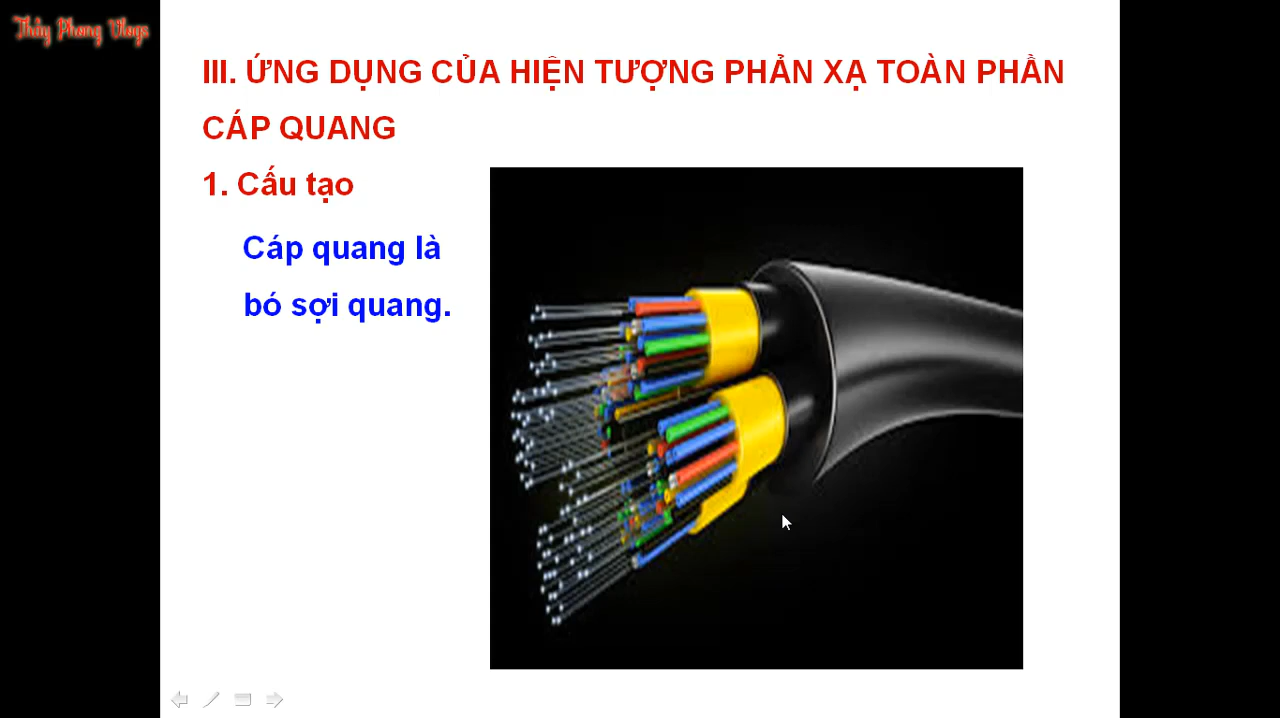 Thầy Phong Vlogs
III. ỨNG DỤNG CỦA HIỆN TƯỢNG PHẢN XẠ TOÀN PHẦN
CÁP QUANG
1. Cấu tạo
Cáp quang là
bó sợi quang.